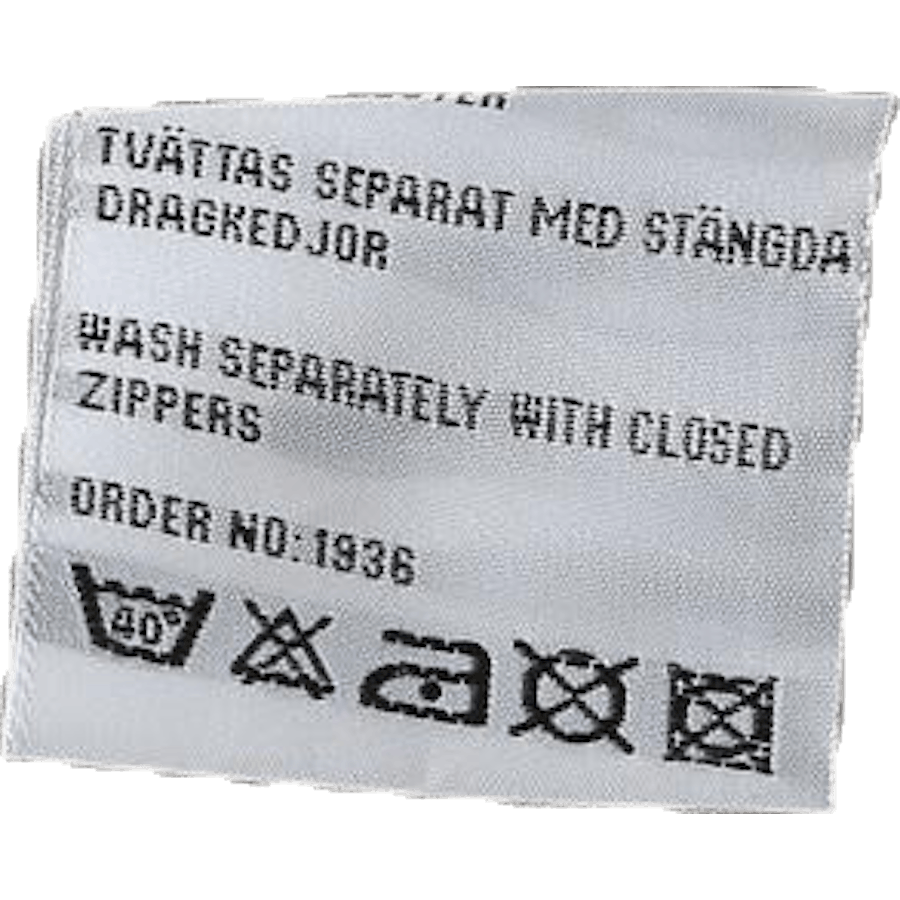 TVÄTTAS SEPARAT MED STÄNGDA
DRAGKEDJOR
WASH SEPARATELY WITH CLOSED
ZIPPERS
ORDER NO: 1936
40°